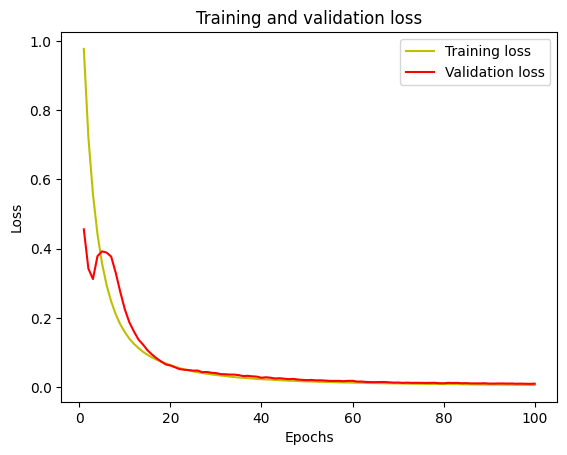 Training and validation loss
1.0
0.8
0.6
0.4
0.2
0.0
Loss
Training loss
Validation loss
0 20 40 60 80 100
Epochs